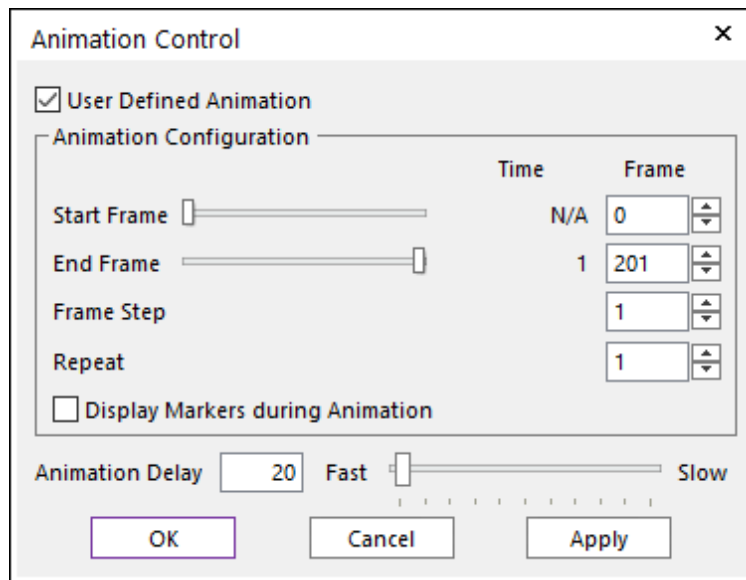 Animation Control
User Defined Animation
Animation Configuration
Time Frame
Start Frame N/A 0
End Frame 1 201
Frame Step 1
Repeat 1
Display Markers during Animation
Animation Delay 20 Fast Slow
OK Cancel Apply